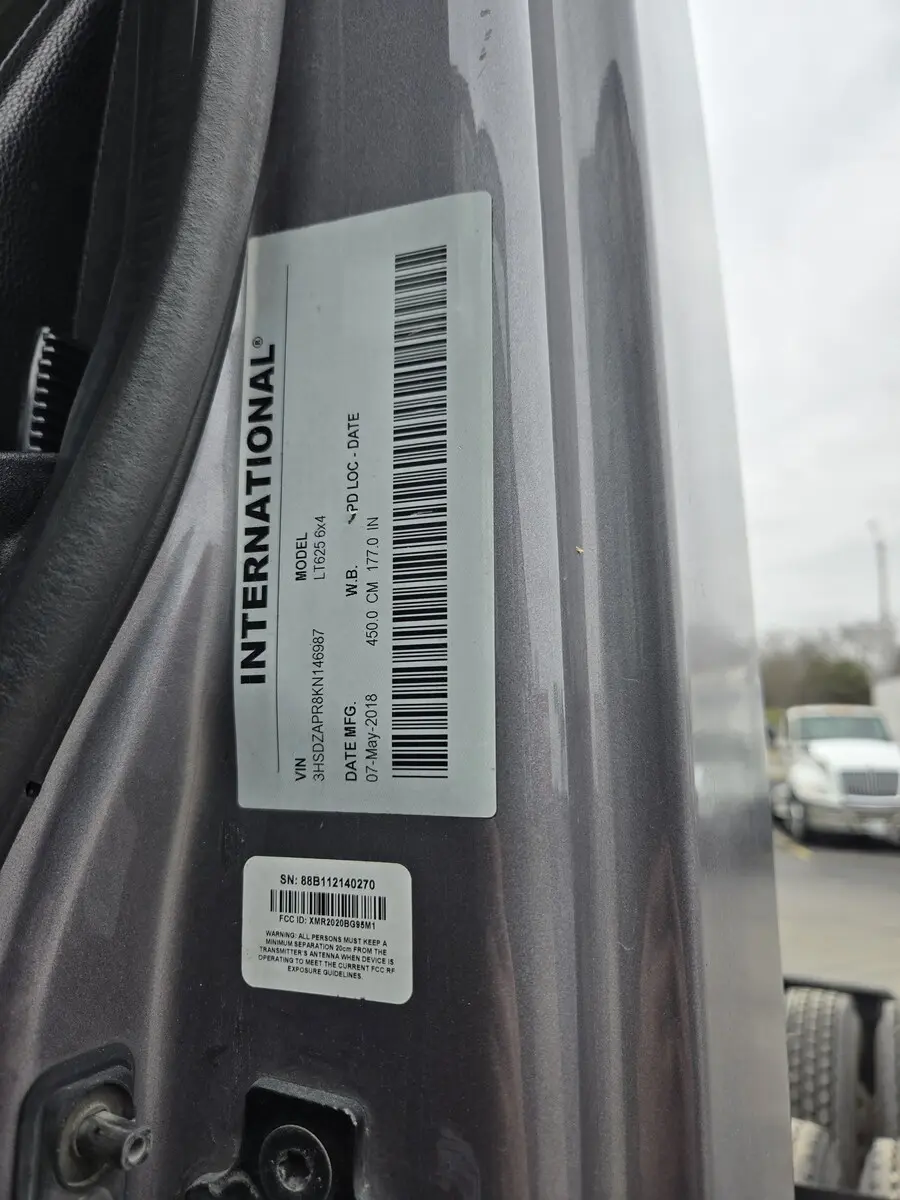 INTERNATIONAL®
VIN MODEL
3HSDZAPR8KN146987 LT625 6x4
DATE MFG. W.B. PD LOC - DATE
07-May-2018 450.0 CM 177.0 IN
SN: 88B112140270
FCC ID: XMR2020BG95M1
WARNING: ALL PERSONS MUST KEEP A
MINIMUM SEPARATION 20cm FROM THE
TRANSMITTER'S ANTENNA WHEN DEVICE IS
OPERATING TO MEET THE CURRENT FCC RF
EXPOSURE GUIDELINES.